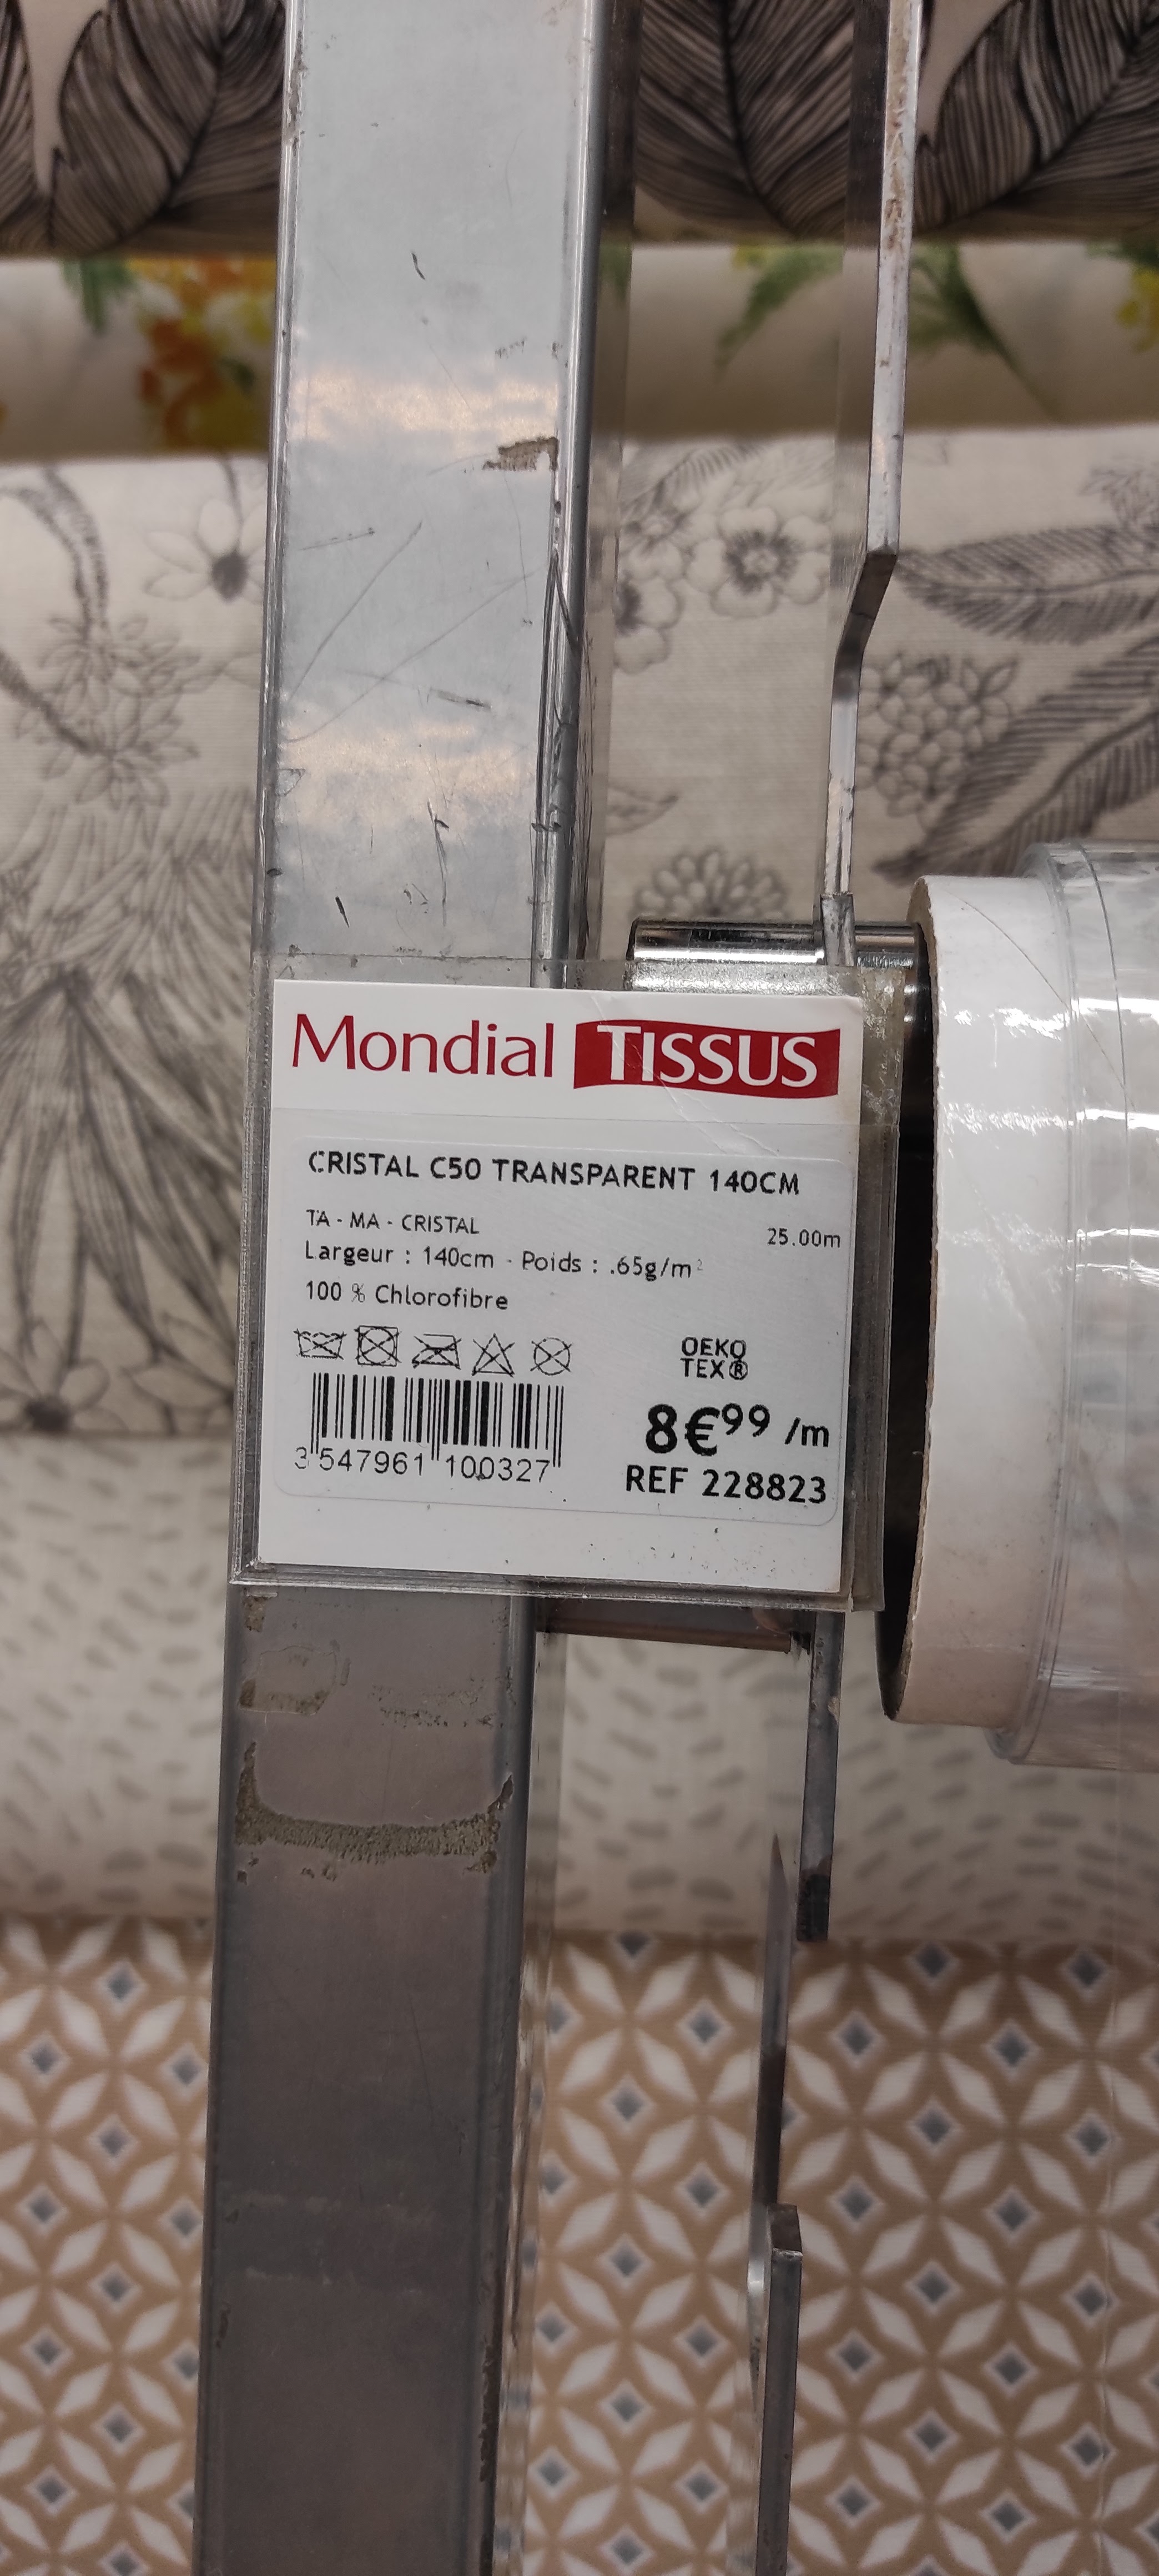 Mondial TISSUS
CRISTAL C50 TRANSPARENT 140CM
TA - MA - CRISTAL
25.00m
Largeur : 140cm - Poids : .65g/m²
100 % Chlorofibre
OEKO
TEX®
8€99 /m
3 547961 100327
REF 228823